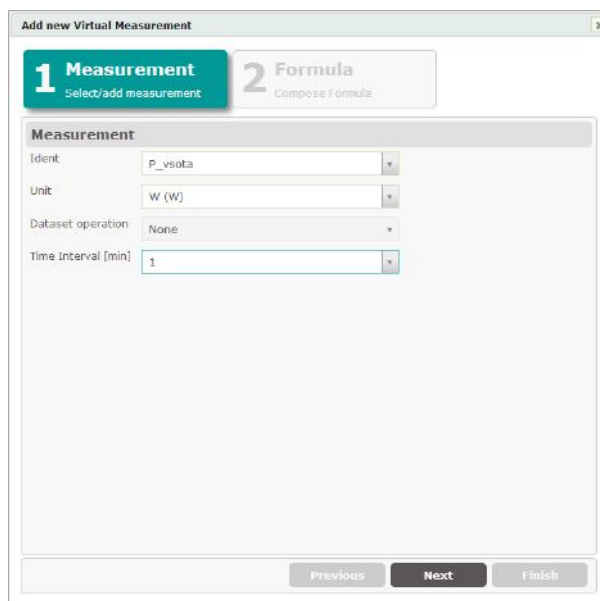 Add new Virtual Measurement
x
1 Measurement
Select/add measurement
2 Formula
Compose Formula
Measurement
Ident P_vsota
Unit W (W)
Dataset operation None
Time Interval [min] 1
Previous Next Finish